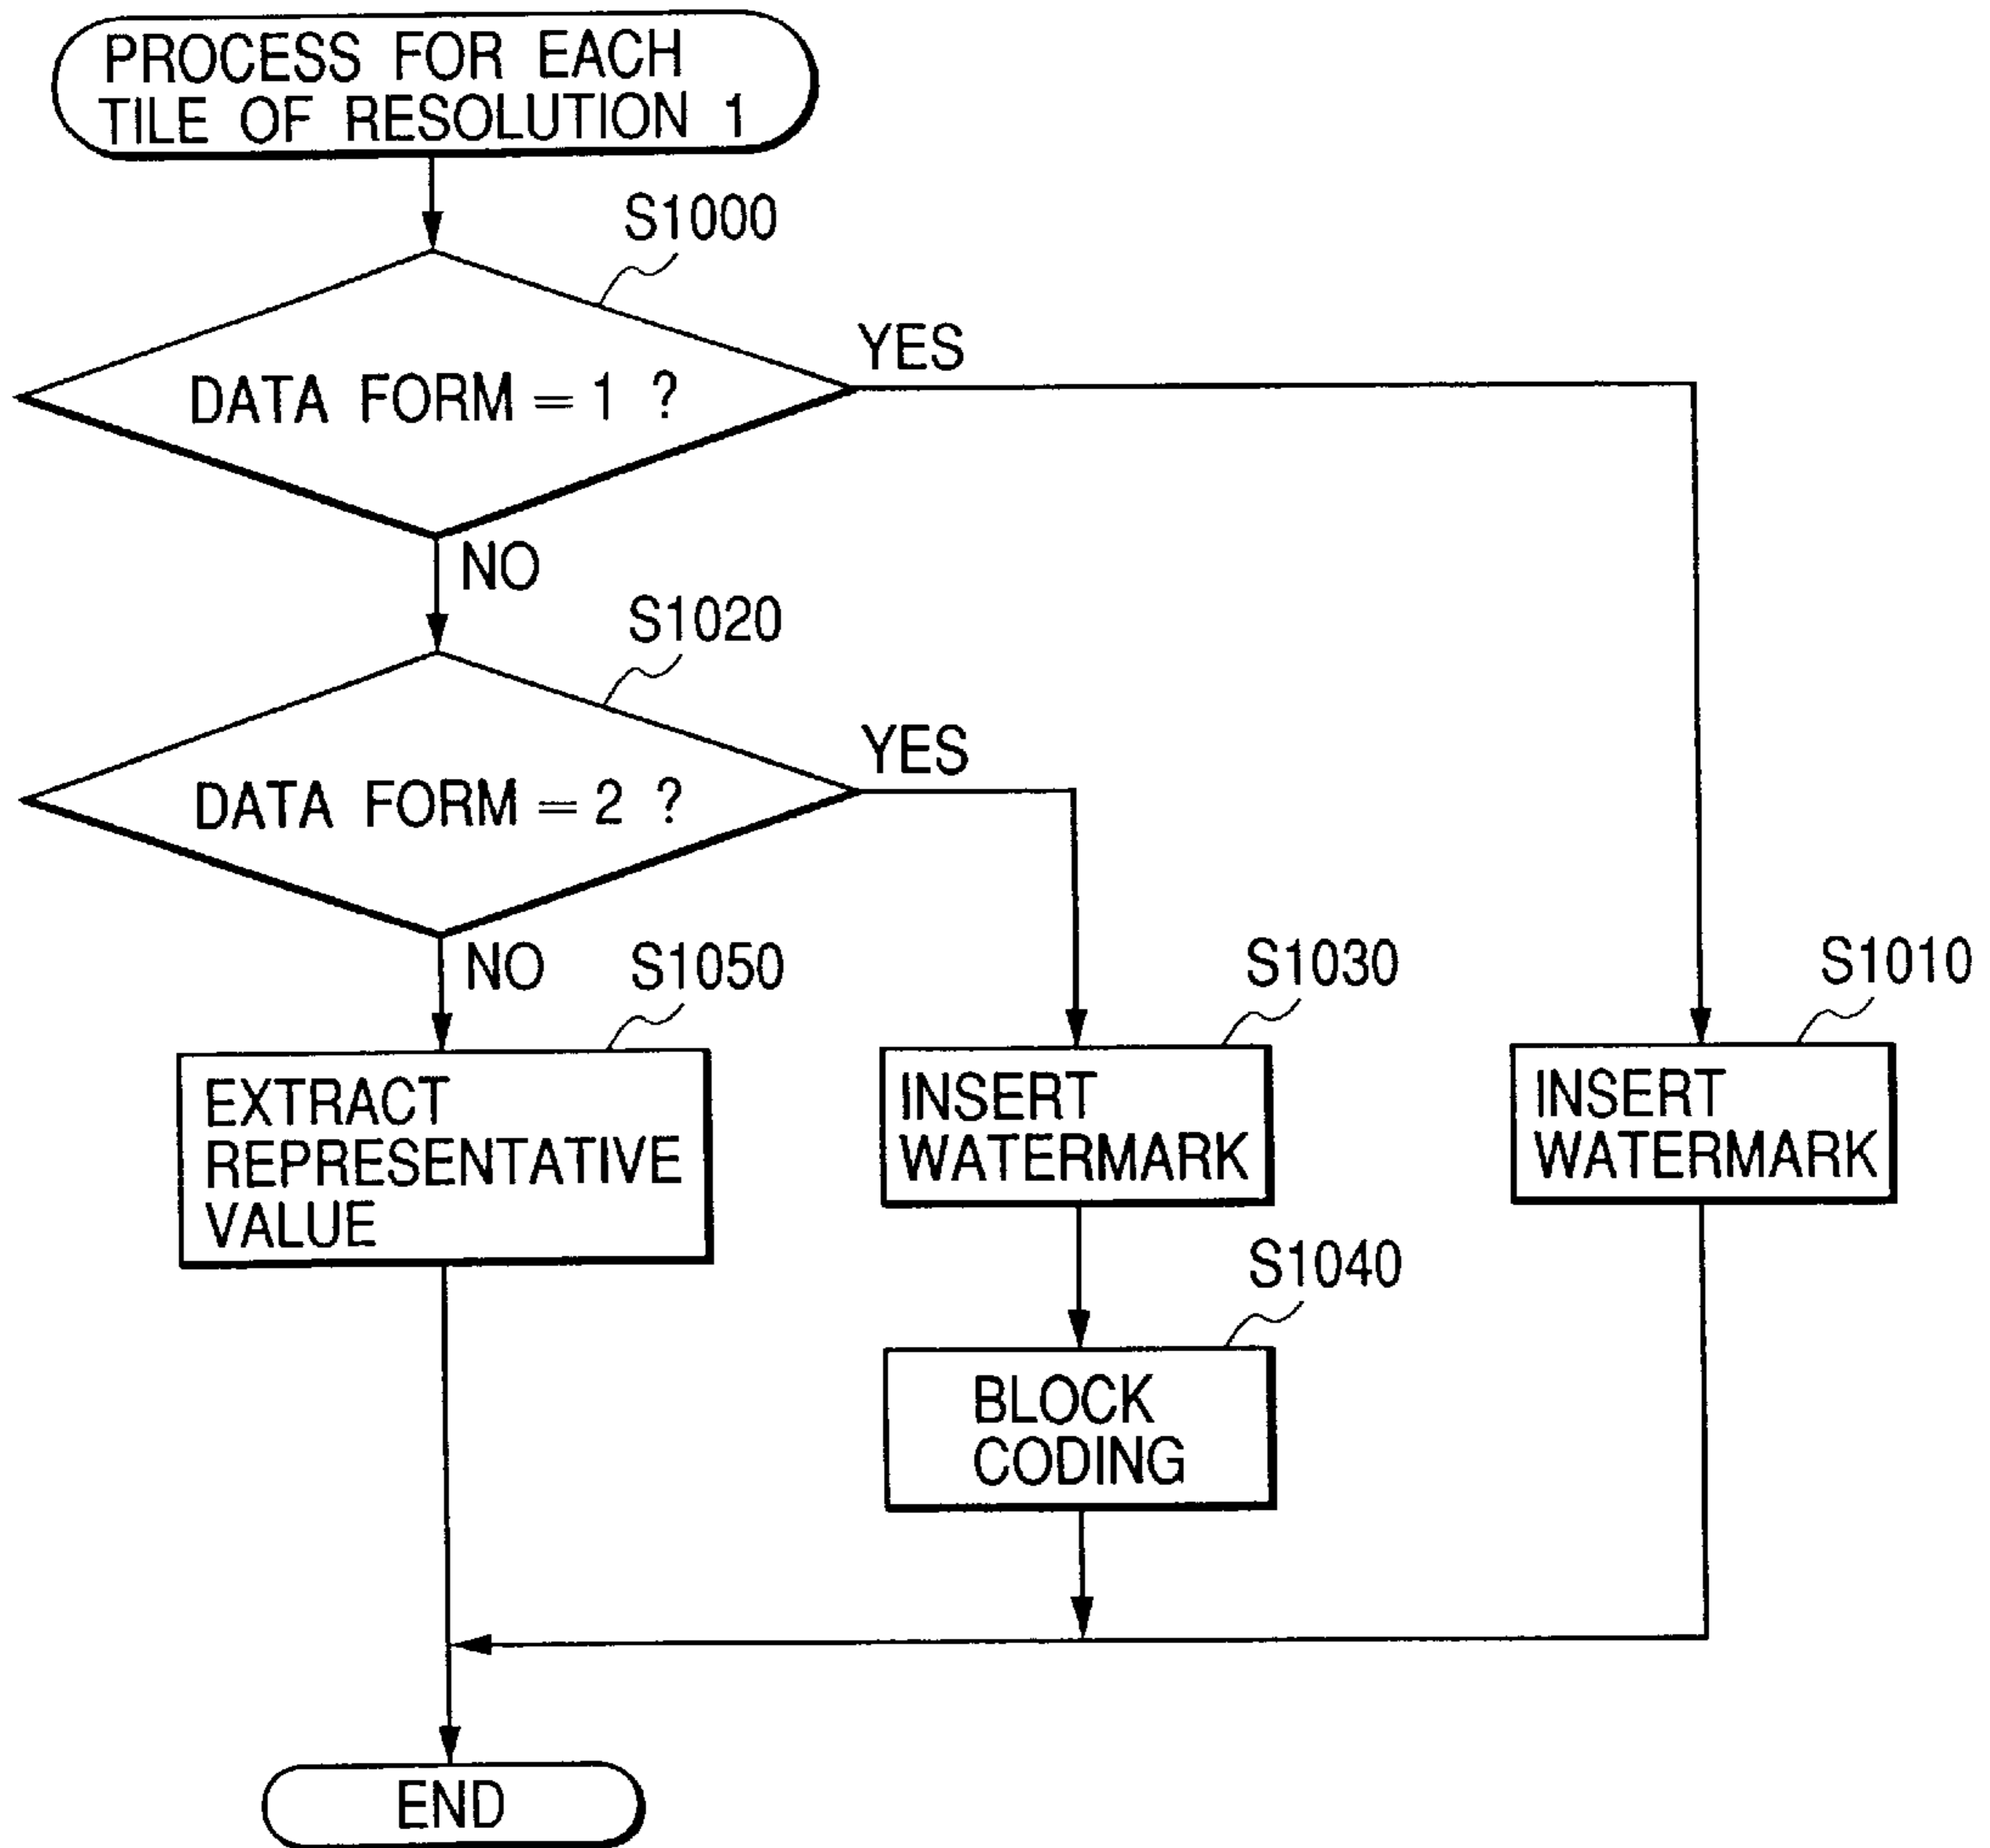 PROCESS FOR EACH
TILE OF RESOLUTION 1
S1000
YES
DATA FORM = 1 ?
NO
S1020
YES
DATA FORM = 2 ?
NO
S1050
S1030
S1010
EXTRACT
REPRESENTATIVE
VALUE
INSERT
WATERMARK
INSERT
WATERMARK
S1040
BLOCK
CODING
END